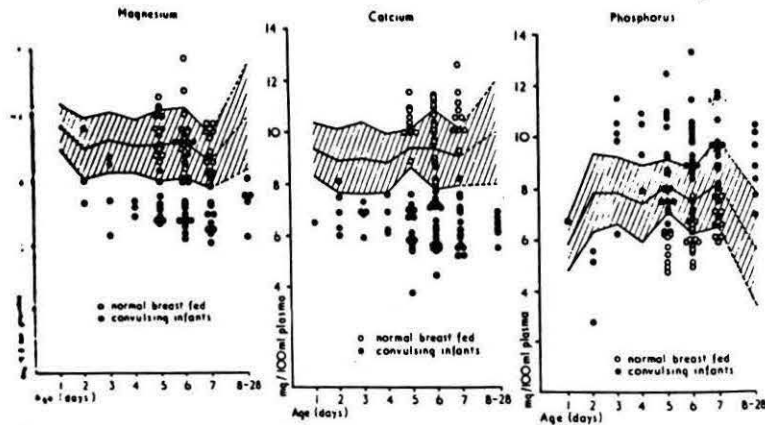 Magnesium
normal breast fed
convulsing infants
1 2 3 4 5 6 7 8-28
Age (days)
Calcium
14
12
10
8
6
4
mg/100ml plasma
normal breast fed
convulsing infants
1 2 3 4 5 6 7 8-28
Age (days)
Phosphorus
14
12
10
8
6
4
2
mg/100ml plasma
normal breast fed
convulsing infants
1 2 3 4 5 6 7 8-28
Age (days)